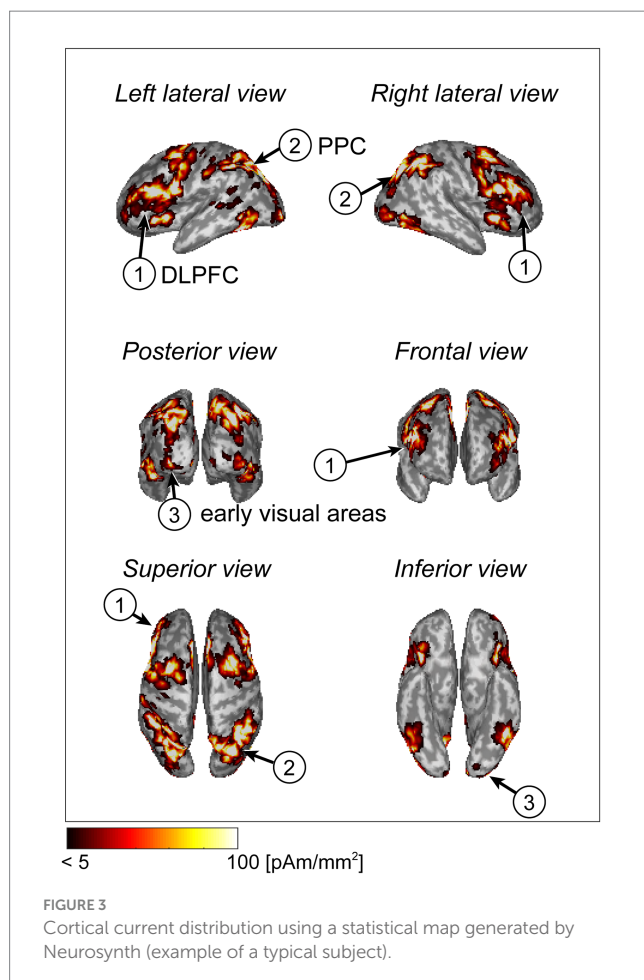 Left lateral view
Right lateral view
2 PPC
2
1 DLPFC
1
Posterior view
Frontal view
1
3 early visual areas
Superior view
Inferior view
1
2
3
< 5 100 [pAm/mm²]
FIGURE 3
Cortical current distribution using a statistical map generated by
Neurosynth (example of a typical subject).